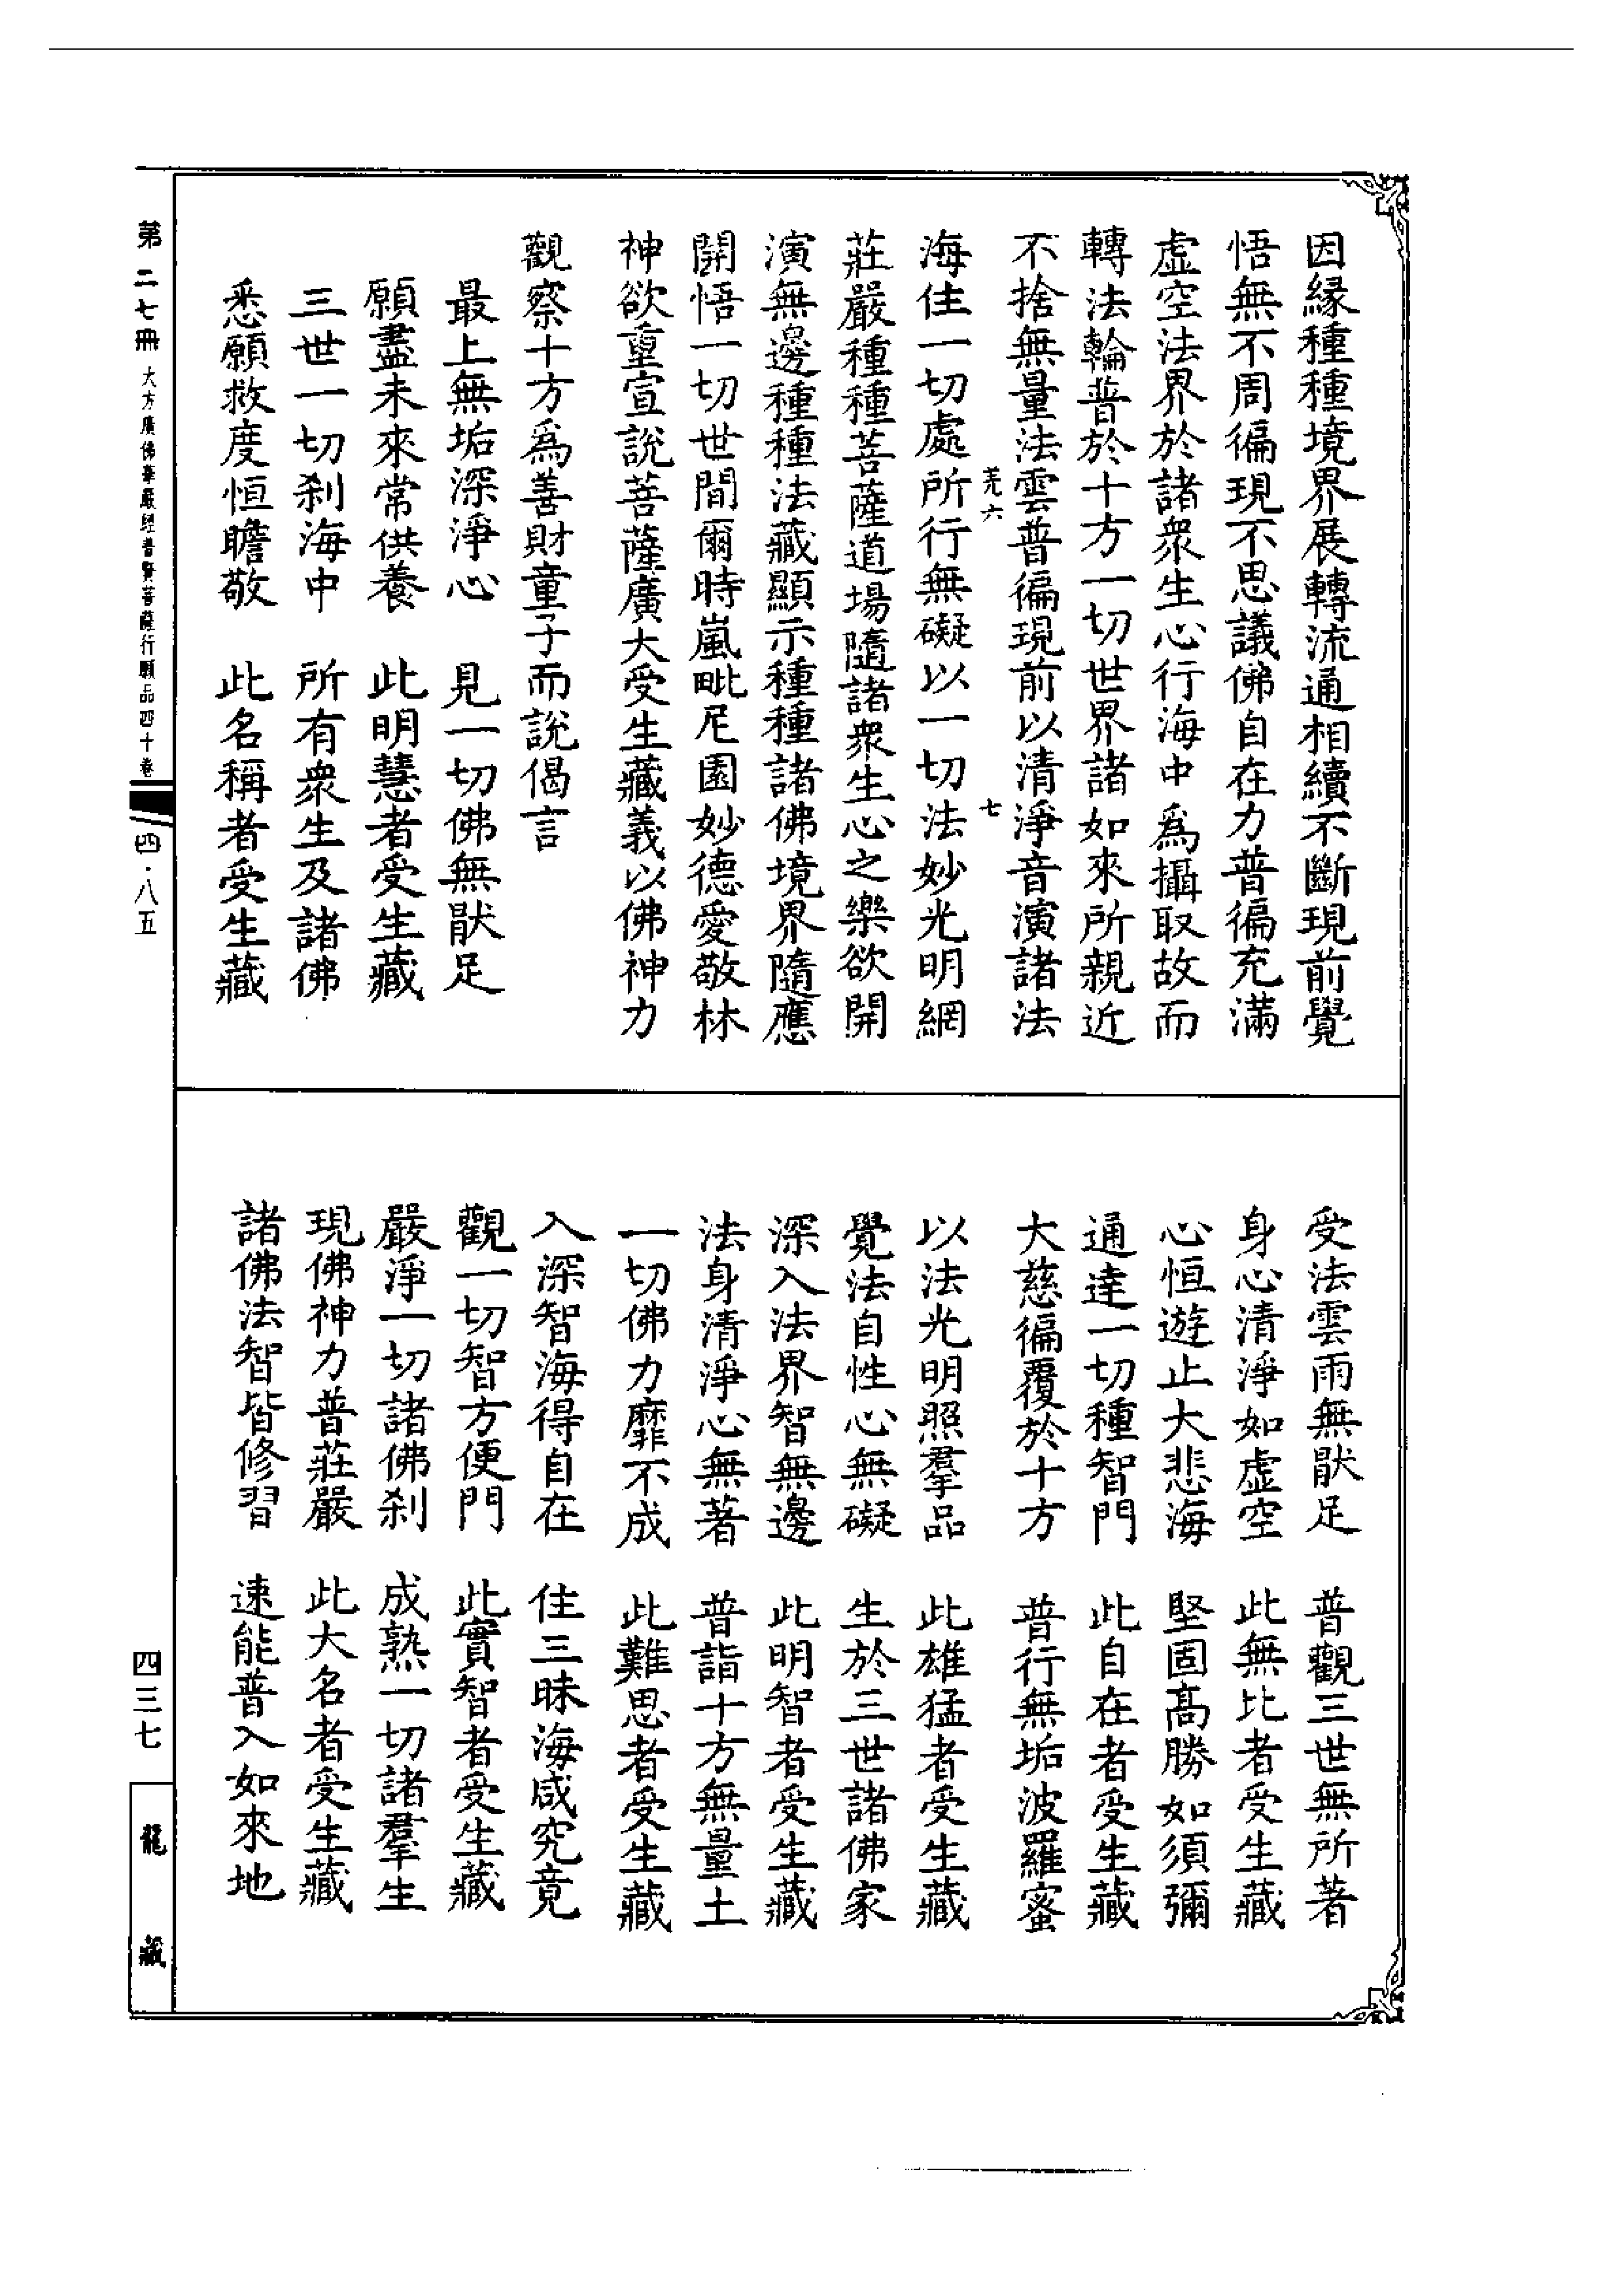 因緣種種境界展轉流通相續不斷現前覺
悟無不周徧現不思議佛自在力普徧充滿
虛空法界於諸衆生心行海中爲攝取故而
轉法輪普於十方一切世界諸如來所親近
不捨無量法雲普徧現前以清淨音演諸法
羌六 七
海住一切處所行無礙以一切法妙光明網
莊嚴種種菩薩道場隨諸衆生心之樂欲開
演無邊種種法藏顯示種種諸佛境界隨應
開悟一切世間爾時嵐毗尼園妙德愛敬林
神欲重宣說菩薩廣大受生藏義以佛神力
觀察十方爲善財童子而說偈言
最上無垢深淨心 見一切佛無猒足
願盡未來常供養 此明慧者受生藏
三世一切刹海中 所有衆生及諸佛
悉願救度恒瞻敬 此名稱者受生藏
受法雲雨無猒足 普觀三世無所著
身心清淨如虛空 此無比者受生藏
心恒遊止大悲海 堅固高勝如須彌
通達一切種智門 此自在者受生藏
大慈徧覆於十方 普行無垢波羅蜜
以法光明照羣品 此雄猛者受生藏
覺法自性心無礙 生於三世諸佛家
深入法界智無邊 此明智者受生藏
法身清淨心無著 普詣十方無量土
一切佛力靡不成 此難思者受生藏
入深智海得自在 住三昧海咸究竟
觀一切智方便門 此實智者受生藏
嚴淨一切諸佛刹 成熟一切諸羣生
現佛神力普莊嚴 此大名者受生藏
諸佛法智皆修習 速能普入如來地
第二七冊 大方廣佛華嚴經普賢菩薩行願品四十卷 四·八五
四三七
龍藏